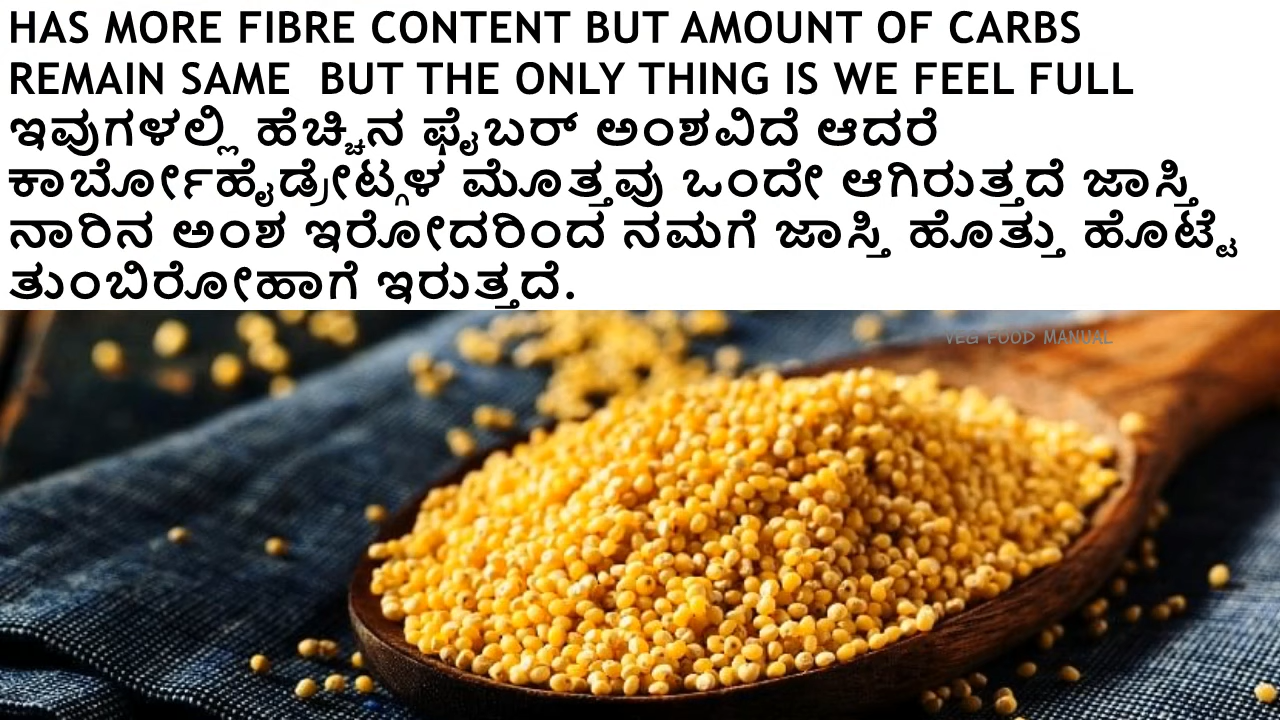 HAS MORE FIBRE CONTENT BUT AMOUNT OF CARBS
REMAIN SAME  BUT THE ONLY THING IS WE FEEL FULL
ಇವುಗಳಲ್ಲಿ ಹೆಚ್ಚಿನ ಫೈಬರ್ ಅಂಶವಿದೆ ಆದರೆ
ಕಾರ್ಬೋಹೈಡ್ರೇಟ್ಗಳ ಮೊತ್ತವು ಒಂದೇ ಆಗಿರುತ್ತದೆ ಜಾಸ್ತಿ
ನಾರಿನ ಅಂಶ ಇರೋದರಿಂದ ನಮಗೆ ಜಾಸ್ತಿ ಹೊತ್ತು ಹೊಟ್ಟೆ
ತುಂಬಿರೋಹಾಗೆ ಇರುತ್ತದೆ.
VEG FOOD MANUAL